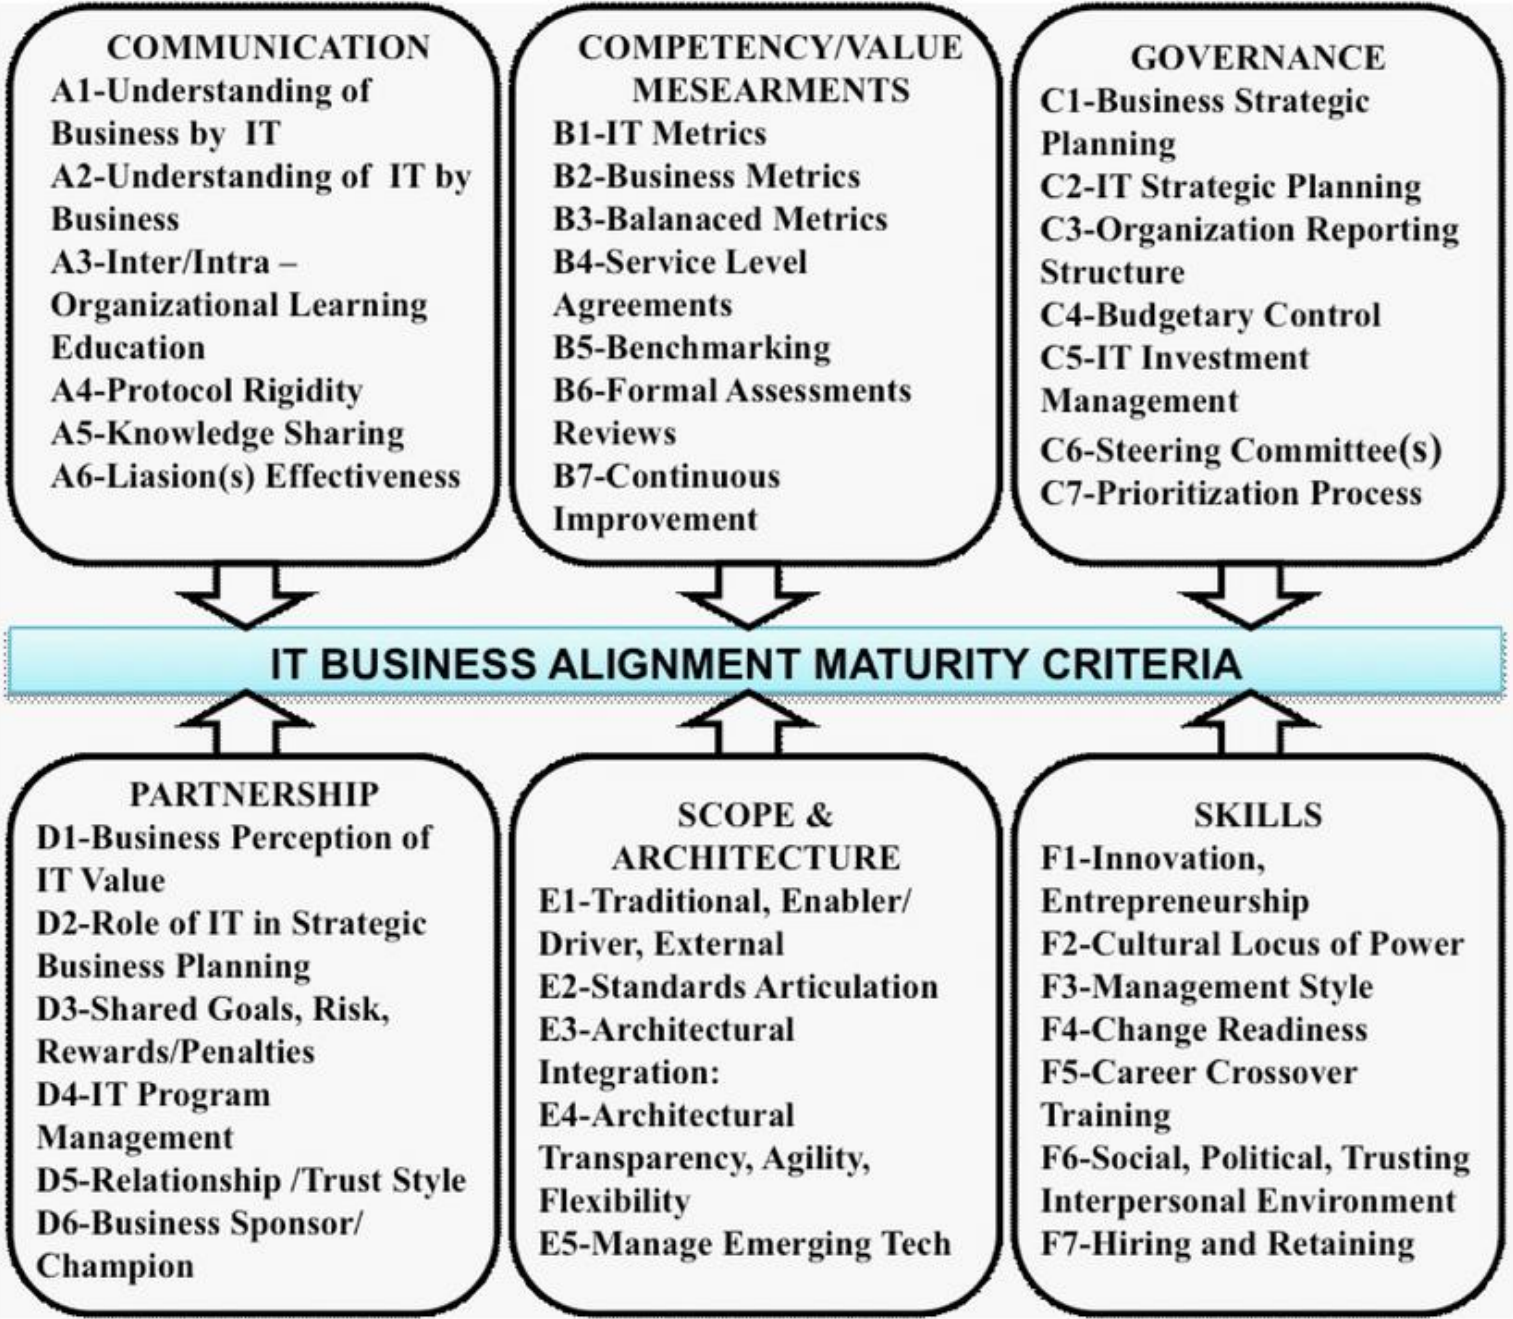 COMMUNICATION
A1-Understanding of
Business by IT
A2-Understanding of IT by
Business
A3-Inter/Intra –
Organizational Learning
Education
A4-Protocol Rigidity
A5-Knowledge Sharing
A6-Liasion(s) Effectiveness
COMPETENCY/VALUE
MESEARMENTS
B1-IT Metrics
B2-Business Metrics
B3-Balanaced Metrics
B4-Service Level
Agreements
B5-Benchmarking
B6-Formal Assessments
Reviews
B7-Continuous
Improvement
GOVERNANCE
C1-Business Strategic
Planning
C2-IT Strategic Planning
C3-Organization Reporting
Structure
C4-Budgetary Control
C5-IT Investment
Management
C6-Steering Committee(s)
C7-Prioritization Process
IT BUSINESS ALIGNMENT MATURITY CRITERIA
PARTNERSHIP
D1-Business Perception of
IT Value
D2-Role of IT in Strategic
Business Planning
D3-Shared Goals, Risk,
Rewards/Penalties
D4-IT Program
Management
D5-Relationship /Trust Style
D6-Business Sponsor/
Champion
SCOPE &
ARCHITECTURE
E1-Traditional, Enabler/
Driver, External
E2-Standards Articulation
E3-Architectural
Integration:
E4-Architectural
Transparency, Agility,
Flexibility
E5-Manage Emerging Tech
SKILLS
F1-Innovation,
Entrepreneurship
F2-Cultural Locus of Power
F3-Management Style
F4-Change Readiness
F5-Career Crossover
Training
F6-Social, Political, Trusting
Interpersonal Environment
F7-Hiring and Retaining